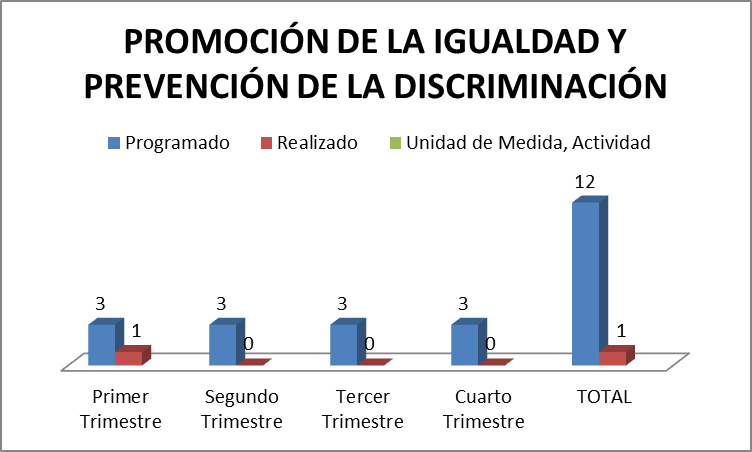 PROMOCIÓN DE LA IGUALDAD Y
PREVENCIÓN DE LA DISCRIMINACIÓN
Programado Realizado Unidad de Medida, Actividad
12
3 3 3 3
1 0 0 0 1
Primer Segundo Tercer Cuarto TOTAL
Trimestre Trimestre Trimestre Trimestre